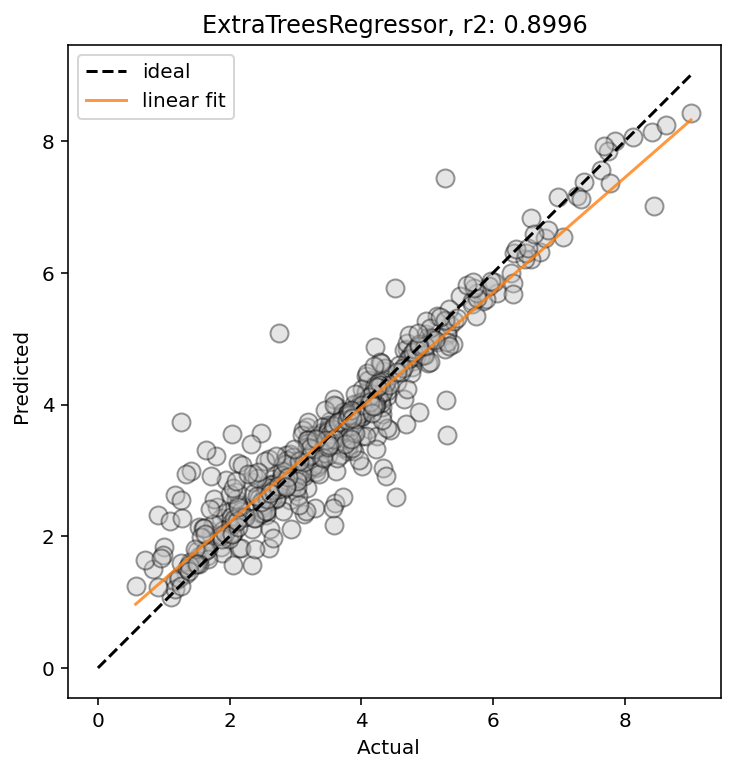 ExtraTreesRegressor, r2: 0.8996
ideal
linear fit
8
6
4
2
0
Predicted
0 2 4 6 8
Actual